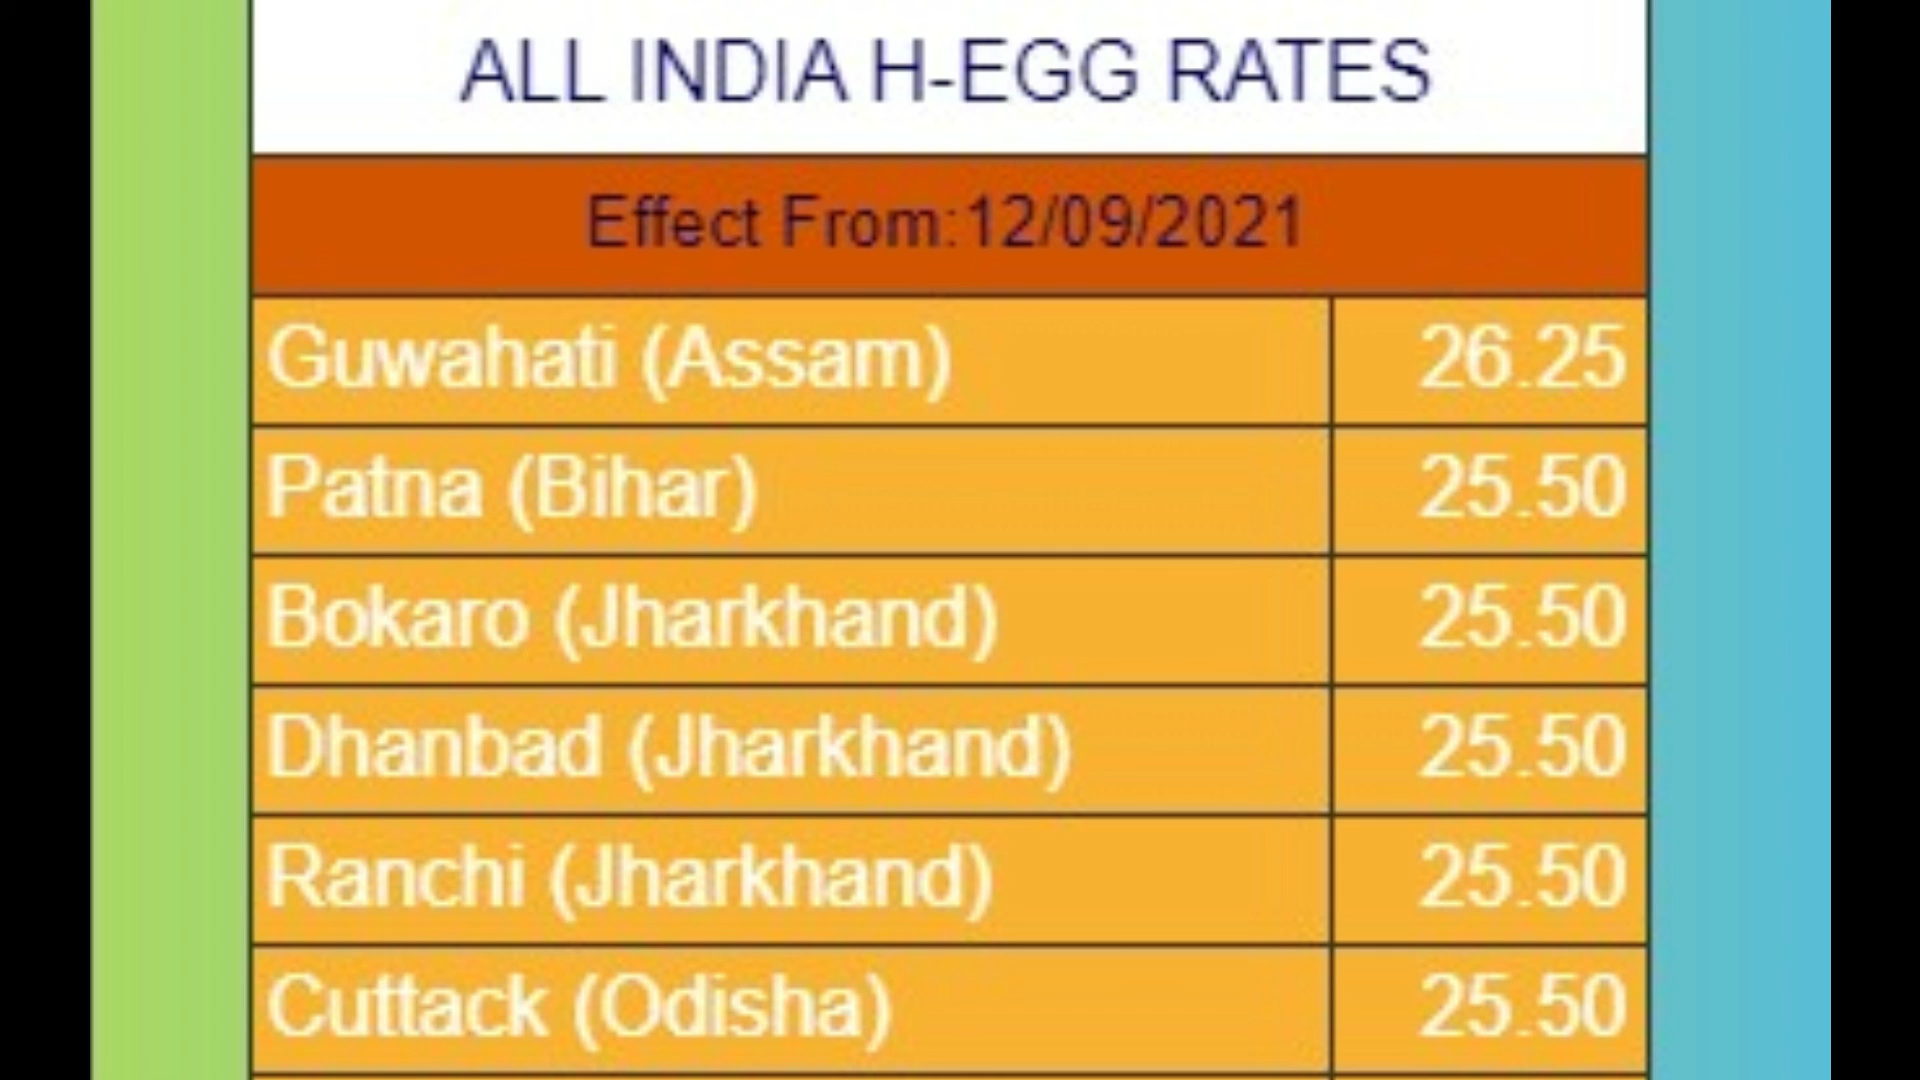 ALL INDIA H-EGG RATES
Effect From:12/09/2021
Guwahati (Assam) 26.25
Patna (Bihar) 25.50
Bokaro (Jharkhand) 25.50
Dhanbad (Jharkhand) 25.50
Ranchi (Jharkhand) 25.50
Cuttack (Odisha) 25.50